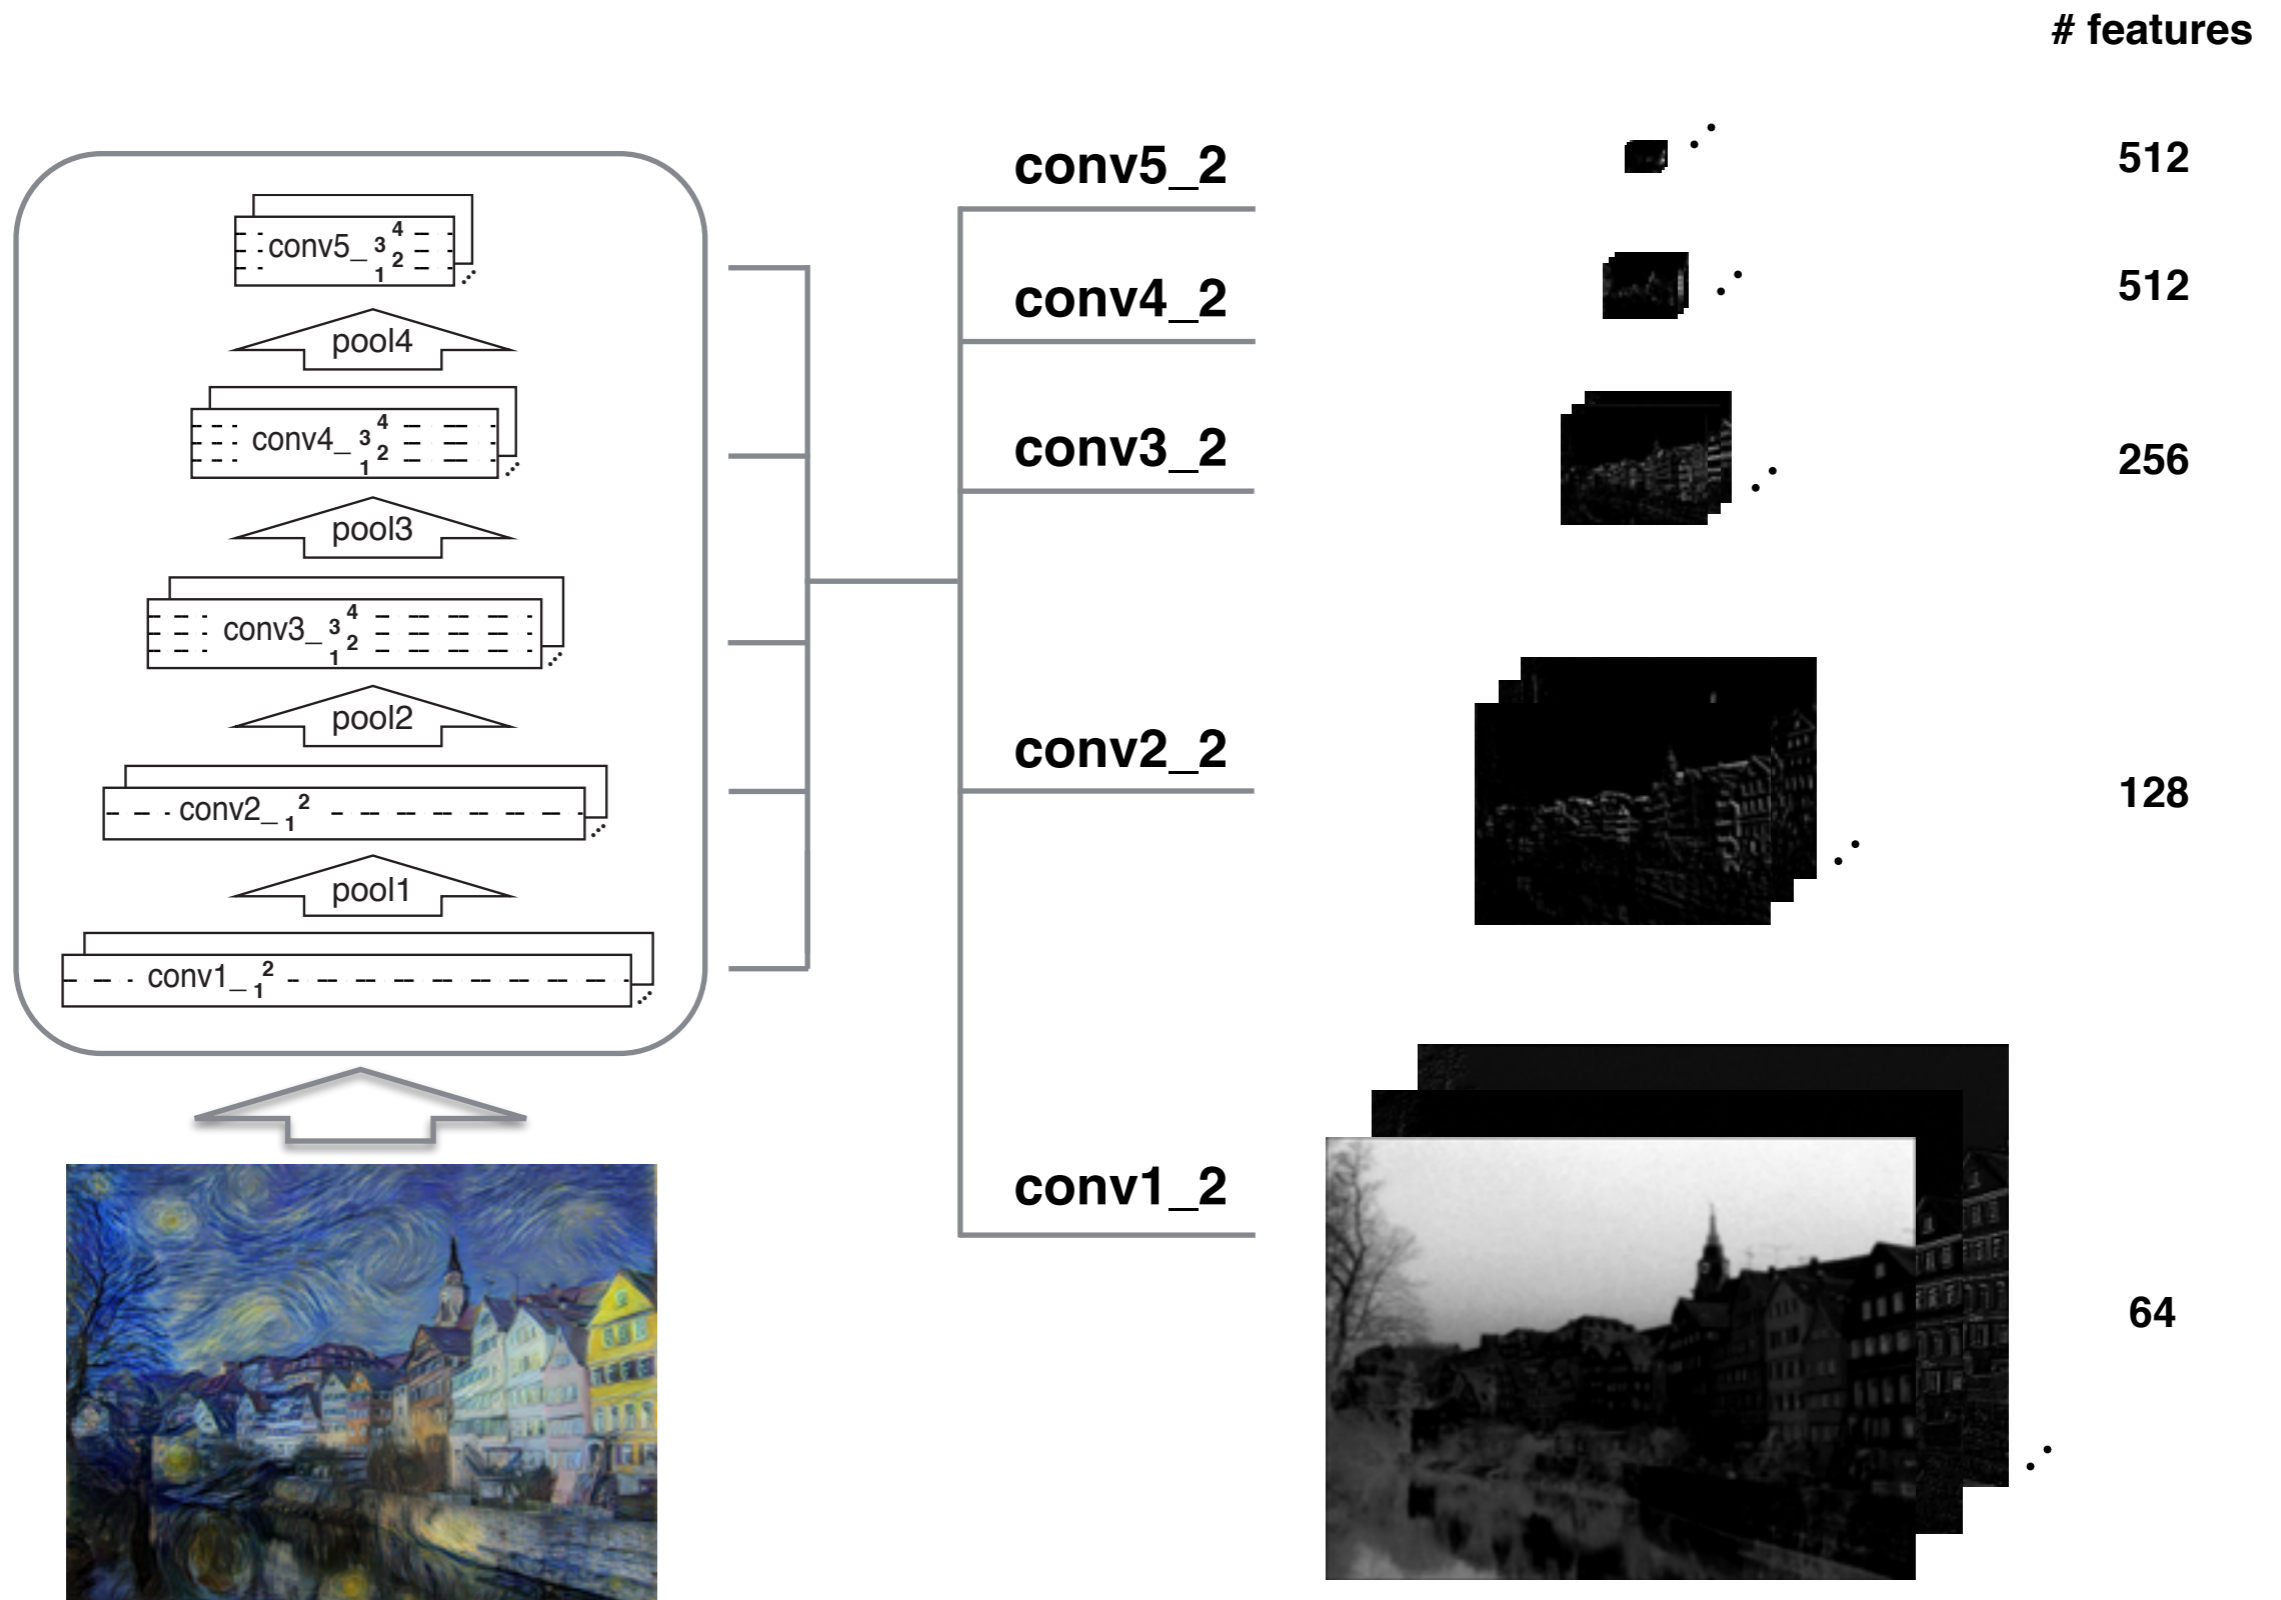 # features
conv5_2
512
conv4_2
512
conv3_2
256
conv2_2
128
conv1_2
64
conv5_ 1 2 3 4
pool4
conv4_ 1 2 3 4
pool3
conv3_ 1 2 3 4
pool2
conv2_ 1 2
pool1
conv1_ 1 2